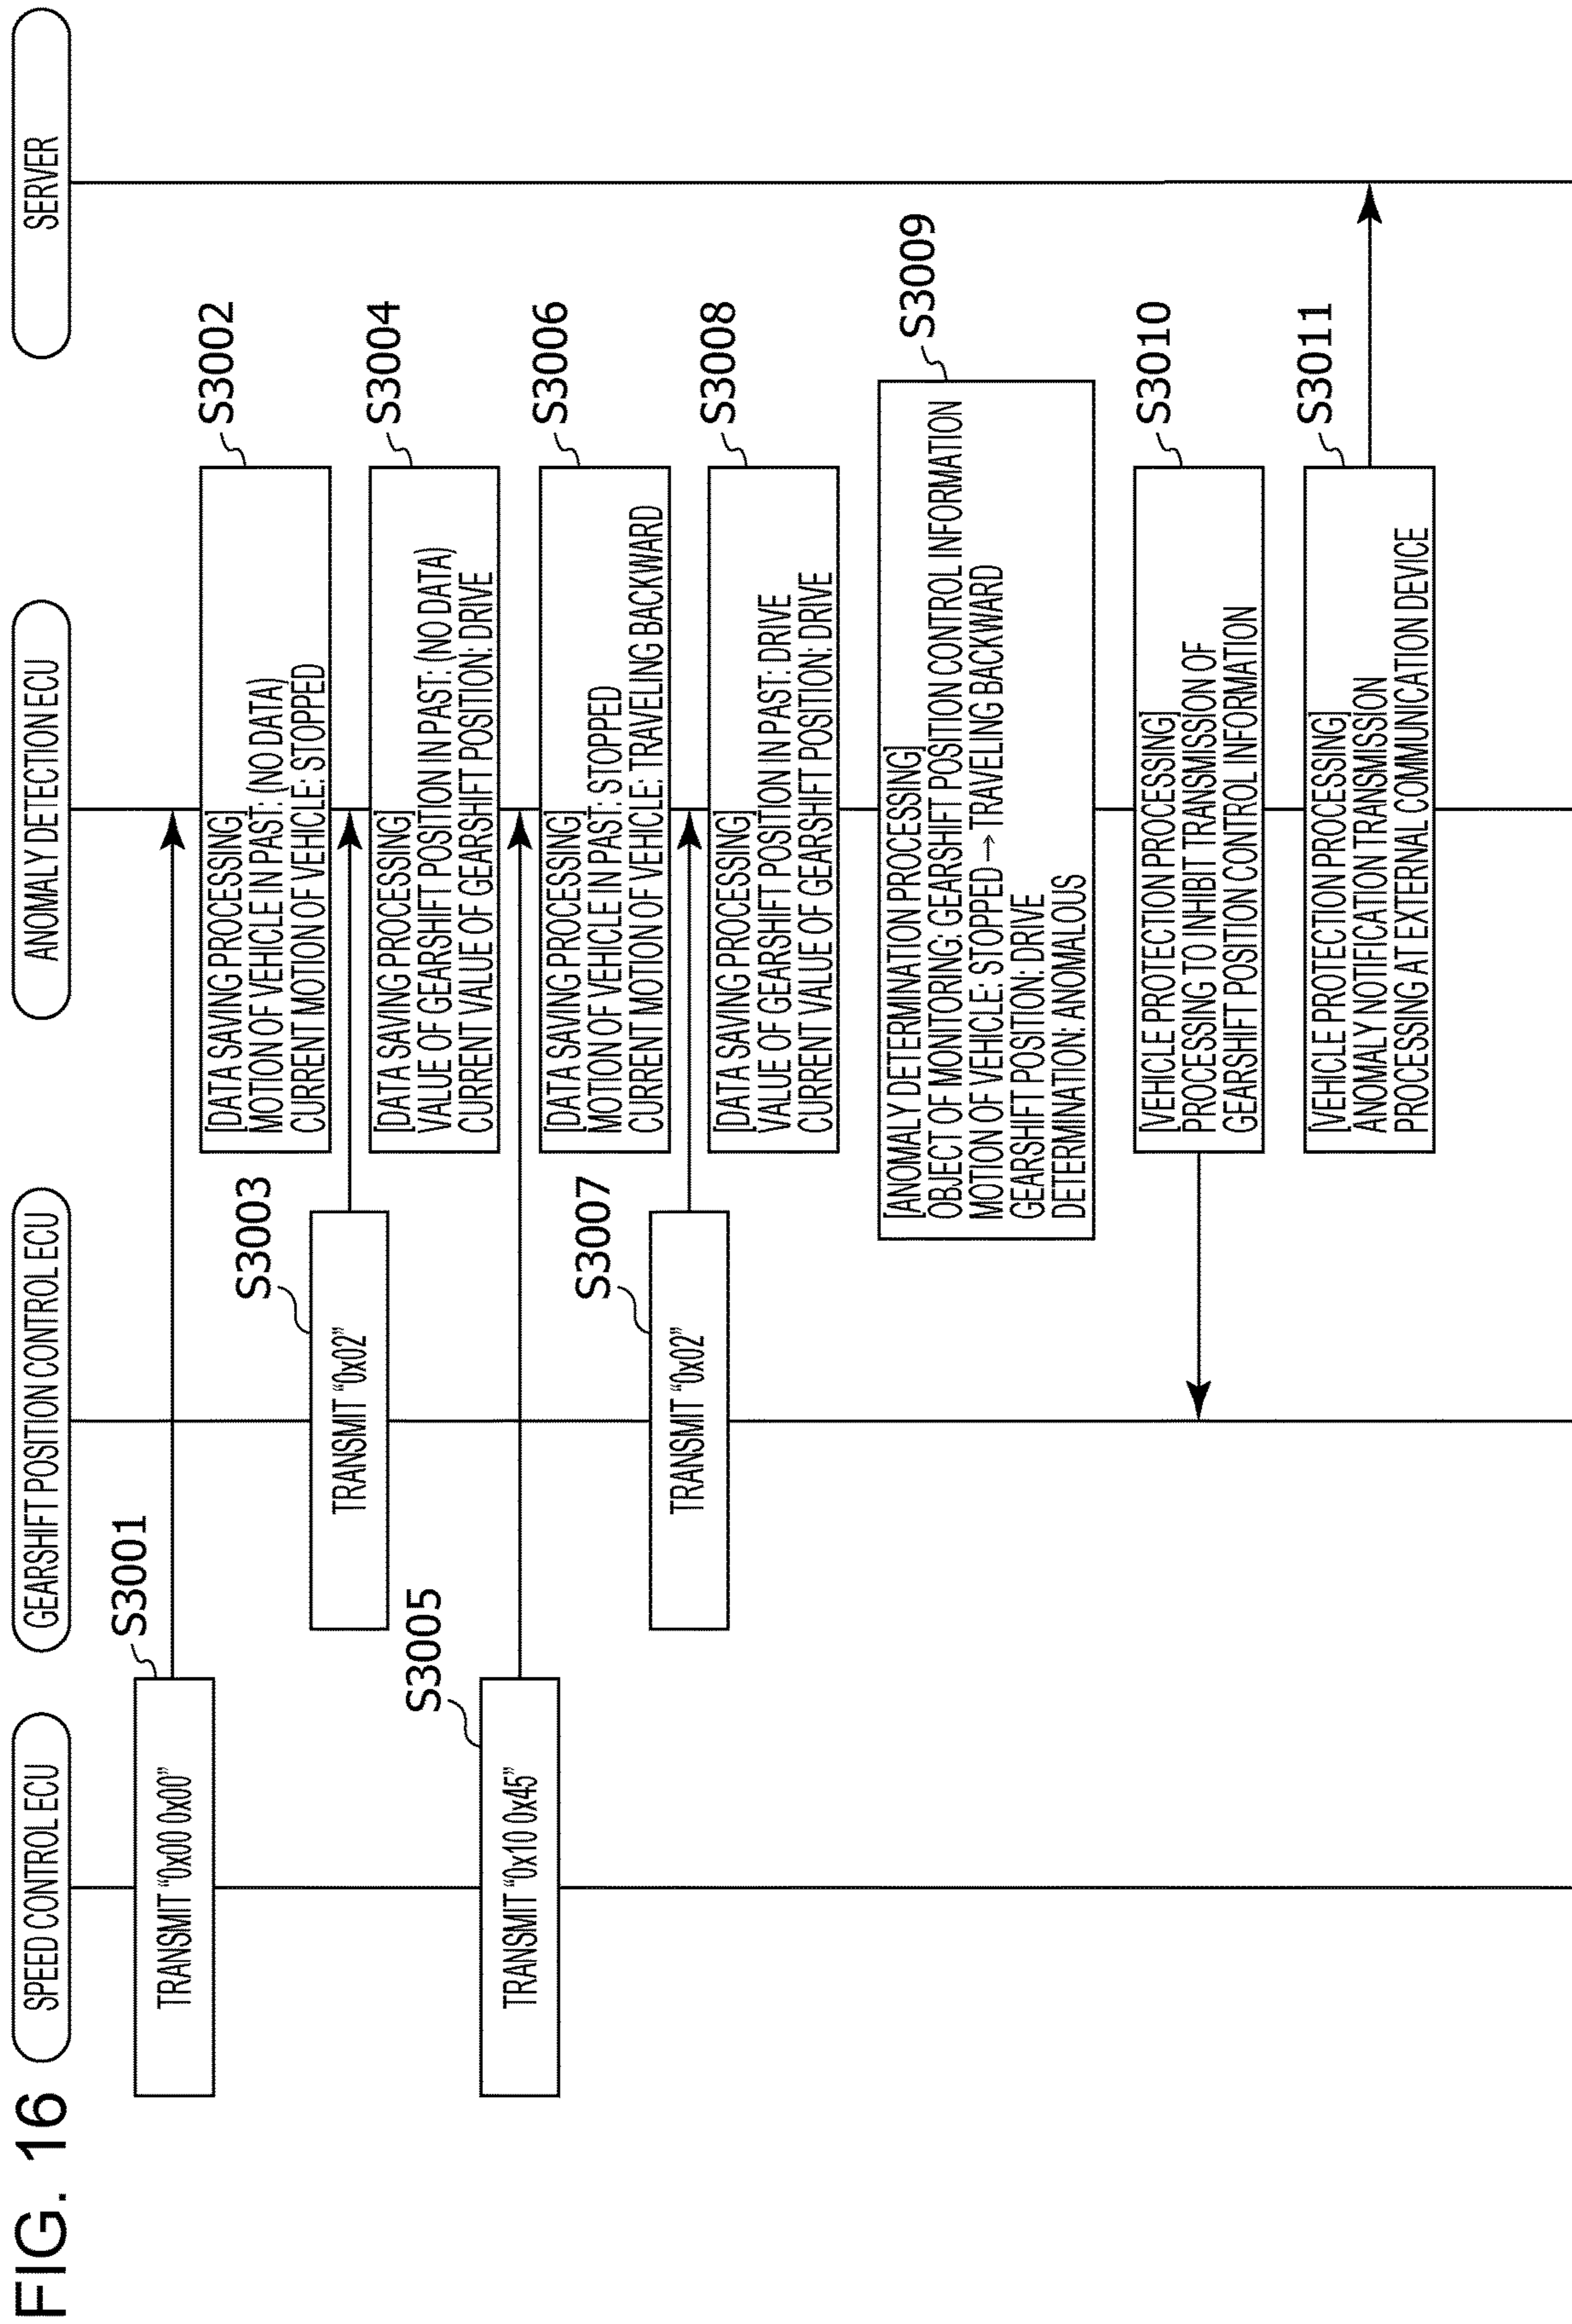 FIG. 16
SPEED CONTROL ECU
GEARSHIFT POSITION CONTROL ECU
ANOMALY DETECTION ECU
SERVER
S3001
TRANSMIT “0x00 0x00”
S3002
[DATA SAVING PROCESSING]
MOTION OF VEHICLE IN PAST: (NO DATA)
CURRENT MOTION OF VEHICLE: STOPPED
S3003
TRANSMIT “0x02”
S3004
[DATA SAVING PROCESSING]
VALUE OF GEARSHIFT POSITION IN PAST: (NO DATA)
CURRENT VALUE OF GEARSHIFT POSITION: DRIVE
S3005
TRANSMIT “0x10 0x45”
S3006
[DATA SAVING PROCESSING]
MOTION OF VEHICLE IN PAST: STOPPED
CURRENT MOTION OF VEHICLE: TRAVELING BACKWARD
S3007
TRANSMIT “0x02”
S3008
[DATA SAVING PROCESSING]
VALUE OF GEARSHIFT POSITION IN PAST: DRIVE
CURRENT VALUE OF GEARSHIFT POSITION: DRIVE
S3009
[ANOMALY DETERMINATION PROCESSING]
OBJECT OF MONITORING: GEARSHIFT POSITION CONTROL INFORMATION
MOTION OF VEHICLE: STOPPED → TRAVELING BACKWARD
GEARSHIFT POSITION: DRIVE
DETERMINATION: ANOMALOUS
S3010
[VEHICLE PROTECTION PROCESSING]
PROCESSING TO INHIBIT TRANSMISSION OF
GEARSHIFT POSITION CONTROL INFORMATION
S3011
[VEHICLE PROTECTION PROCESSING]
ANOMALY NOTIFICATION TRANSMISSION
PROCESSING AT EXTERNAL COMMUNICATION DEVICE